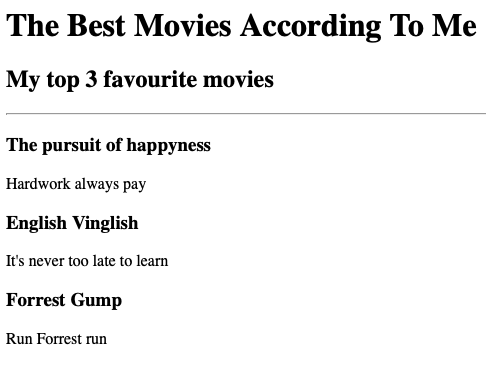 The Best Movies According To Me
My top 3 favourite movies
The pursuit of happyness
Hardwork always pay
English Vinglish
It's never too late to learn
Forrest Gump
Run Forrest run